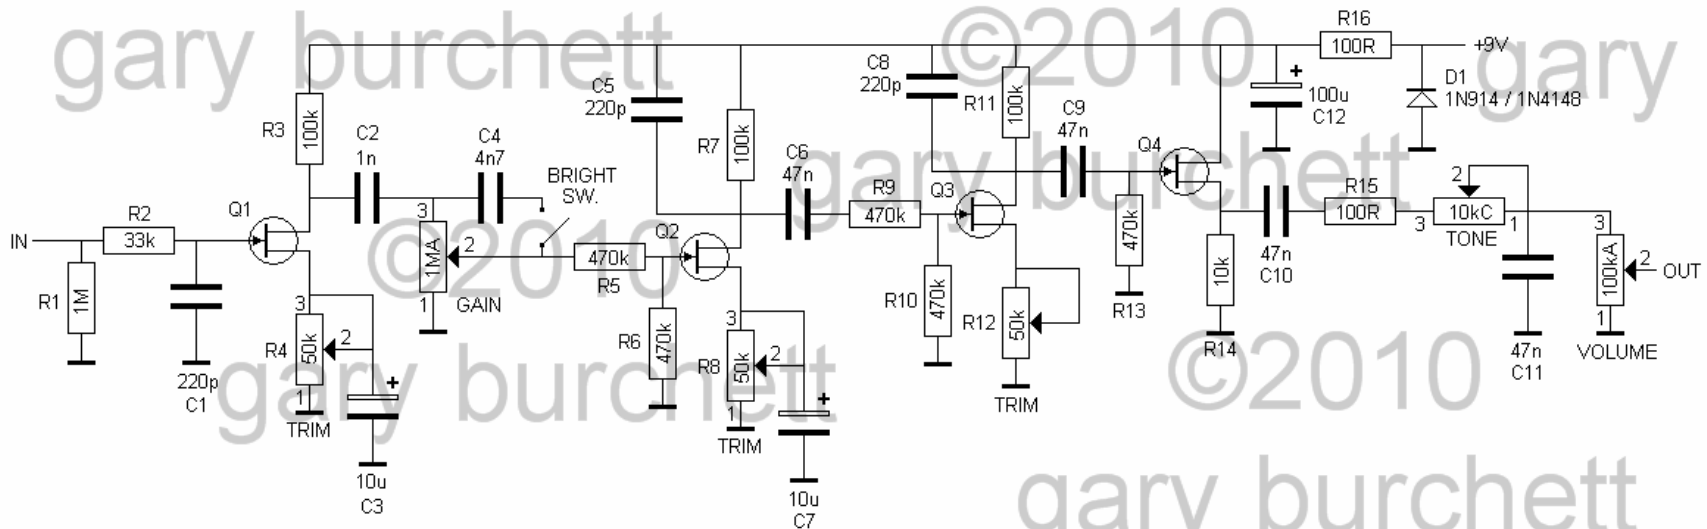 gary burchett
©2010
gary
gary burchett
©2010
©2010
gary burchett
gary burchett
R16
100R
+9V
D1
1N914 / 1N4148
100u
C12
C8
220p
R11
100k
C5
220p
R7
100k
R3
100k
C2
1n
C4
4n7
BRIGHT
SW.
C9
47n
Q4
C6
47n
R9
470k
Q3
R15
100R
2
10kC
3
1
TONE
IN
R2
33k
Q1
3
1MA
2
1
GAIN
470k
R5
Q2
R1
1M
220p
C1
3
R4
50k
2
1
TRIM
10u
C3
R6
470k
3
R8
50k
2
1
TRIM
10u
C7
R10
470k
R12
50k
TRIM
470k
R13
10k
R14
47n
C10
47n
C11
3
100kA
2
1
OUT
VOLUME